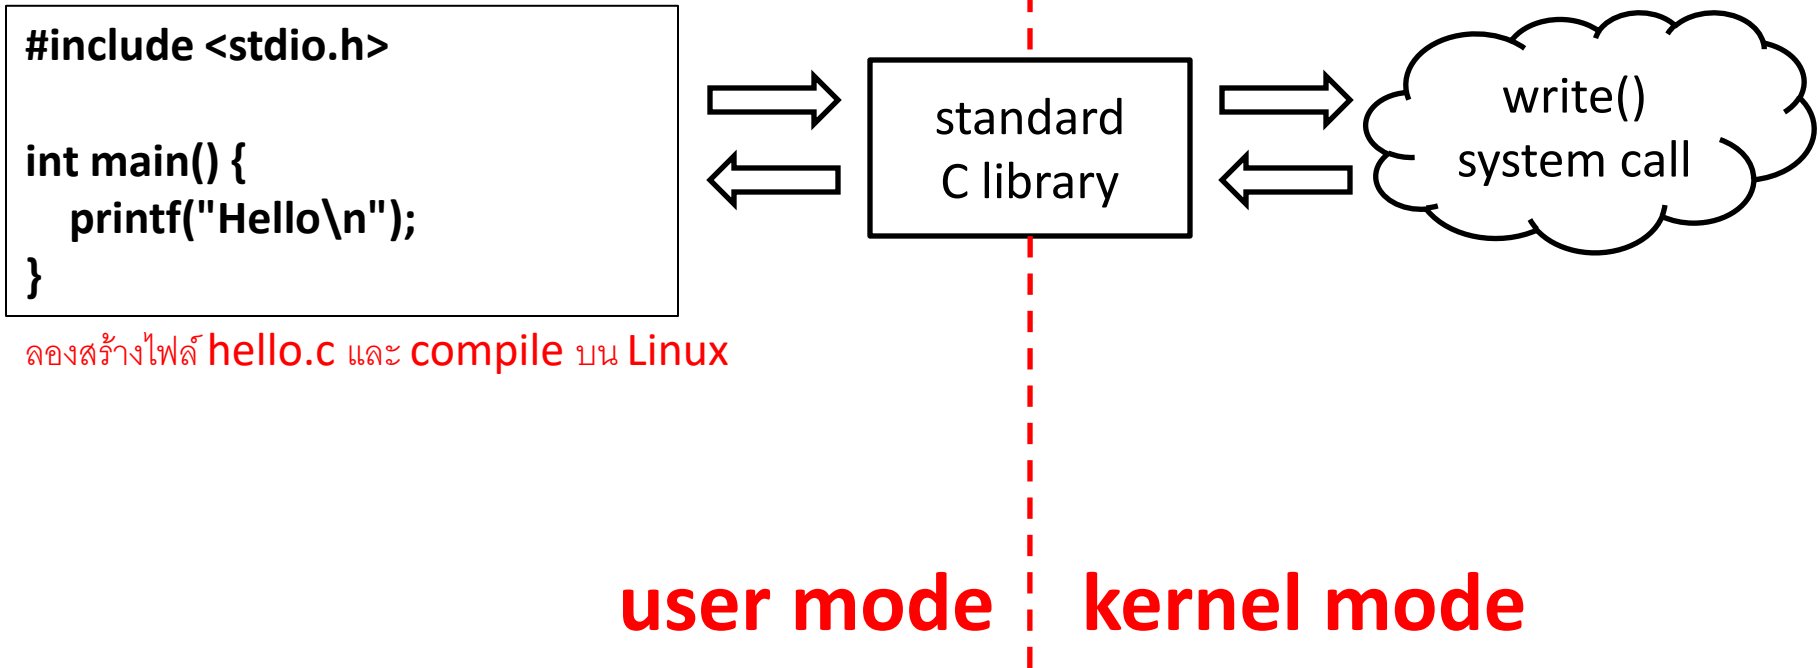 #include <stdio.h>
int main() {
printf("Hello\n");
}
ลองสร้างไฟล์ hello.c และ compile บน Linux
standard
C library
write()
system call
user mode
kernel mode